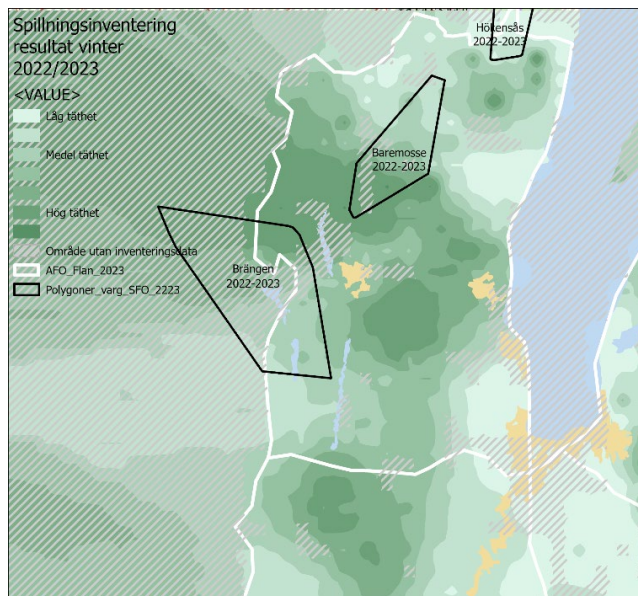 Spillningsinventering
resultat vinter
2022/2023
<VALUE>
Låg täthet
Medel täthet
Hög täthet
Område utan inventeringsdata
AFO_Flan_2023
Polygoner_varg_SFO_2223
Hökensås
2022-2023
Baremosse
2022-2023
Brängen
2022-2023